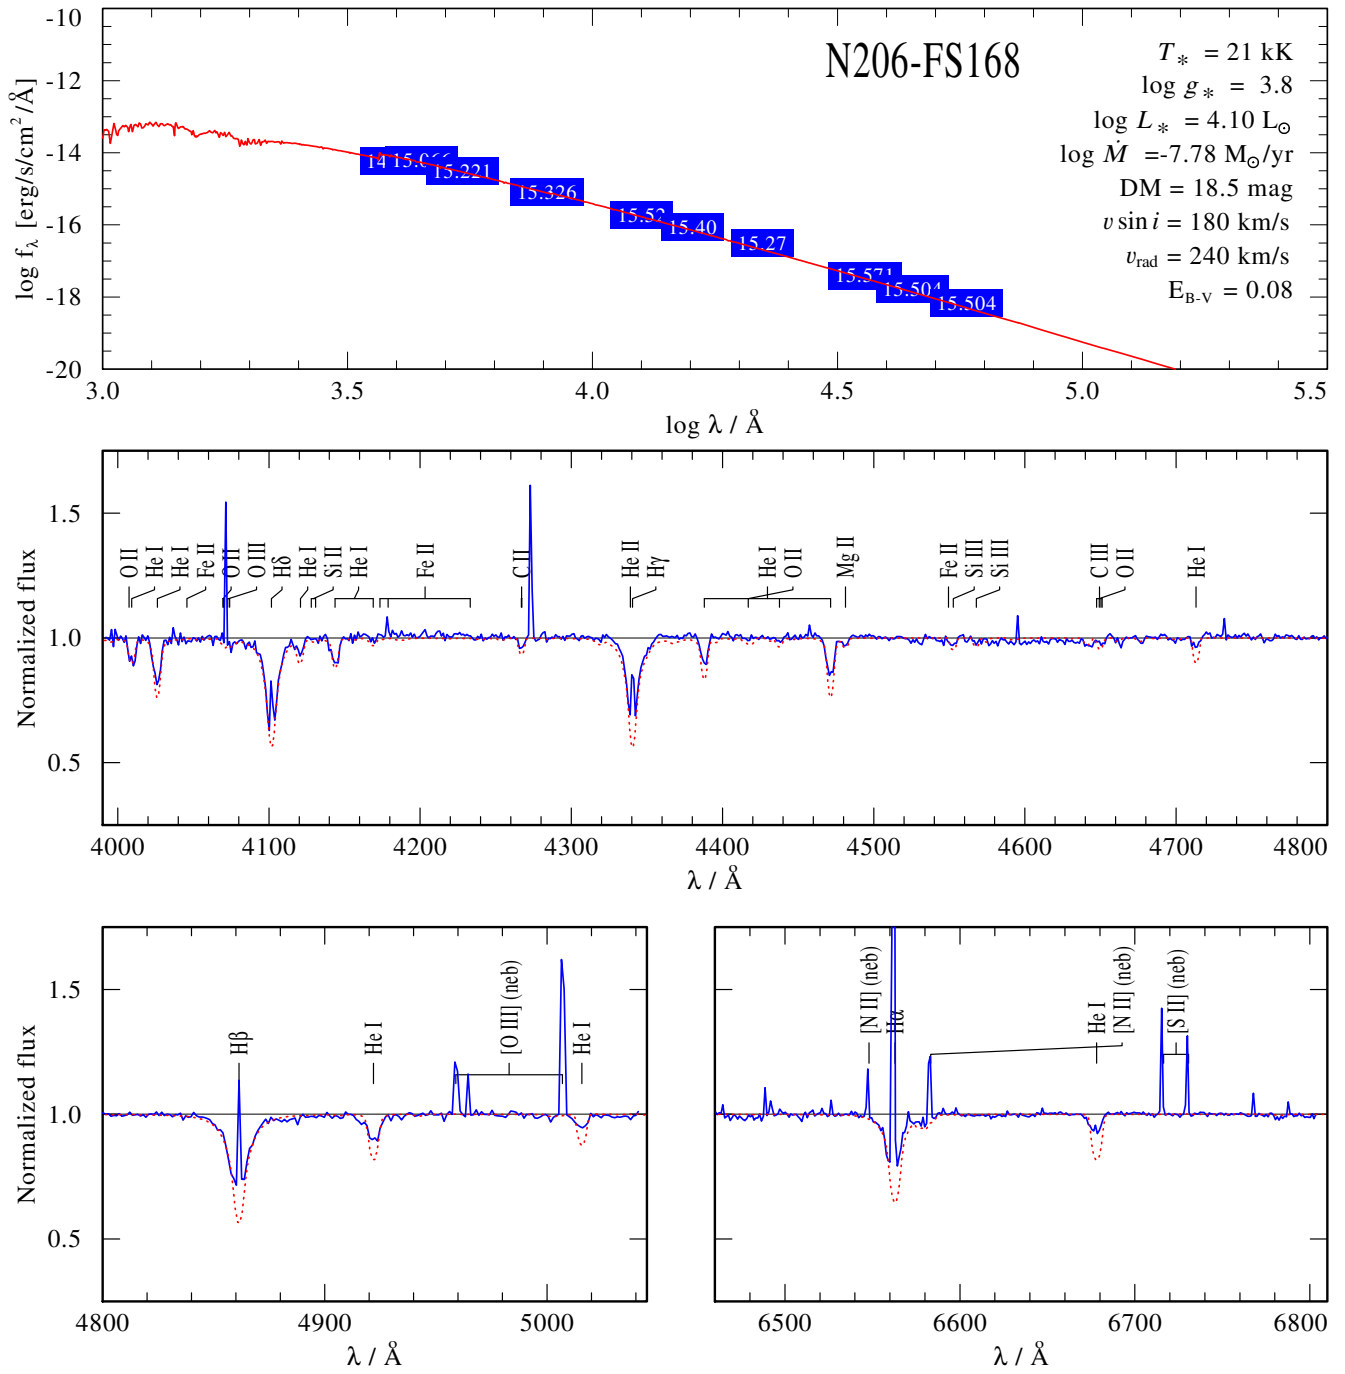 N206-FS168
T* = 21 kK
log g* = 3.8
log L* = 4.10 L⊙
log Ṁ =-7.78 M⊙/yr
DM = 18.5 mag
v sin i = 180 km/s
vrad = 240 km/s
EB-V = 0.08
log fλ [erg/s/cm2/Å]
-10
-12
-14
-16
-18
-20
15.221
15.326
15.52
15.40
15.27
15.571
15.504
15.504
3.0 3.5 4.0 4.5 5.0 5.5
log λ / Å
Normalized flux
1.5
1.0
0.5
O II He I He I Fe II O II O III Hδ He I Si II He I Fe II C II He II Hγ He I O II Mg II Fe II Si III Si III C III O II He I
4000 4100 4200 4300 4400 4500 4600 4700 4800
λ / Å
Normalized flux
1.5
1.0
0.5
Hβ He I [O III] (neb) He I
4800 4900 5000
λ / Å
[N II] (neb) Hα He I [N II] (neb) [S II] (neb)
6500 6600 6700 6800
λ / Å